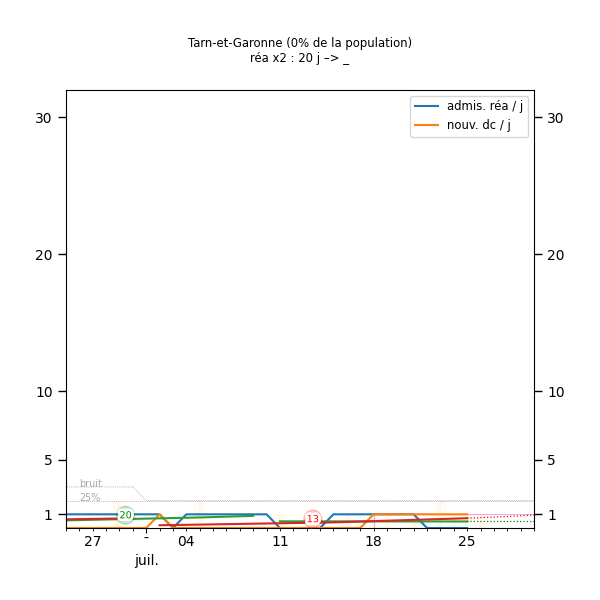 Tarn-et-Garonne (0% de la population)
réa x2 : 20 j –> _
admis. réa / j
nouv. dc / j
30 30
20 20
10 10
5 5
bruit
25%
1 20 13 1
27 - 04 11 18 25
juil.